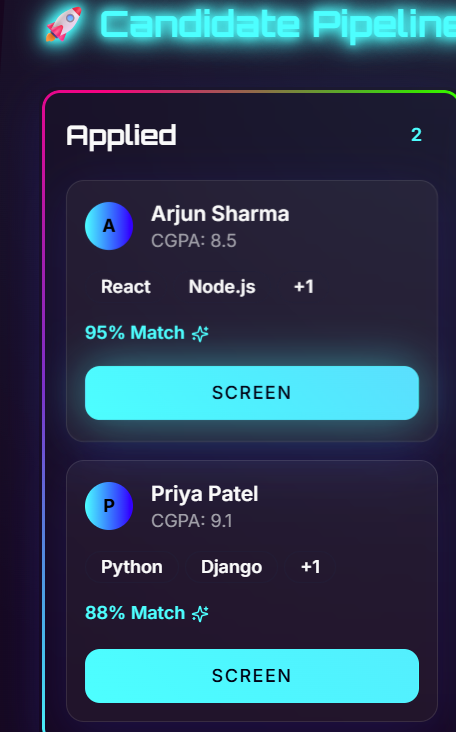 🚀 Candidate Pipeline
Applied 2
A Arjun Sharma
CGPA: 8.5
React Node.js +1
95% Match
SCREEN
P Priya Patel
CGPA: 9.1
Python Django +1
88% Match
SCREEN